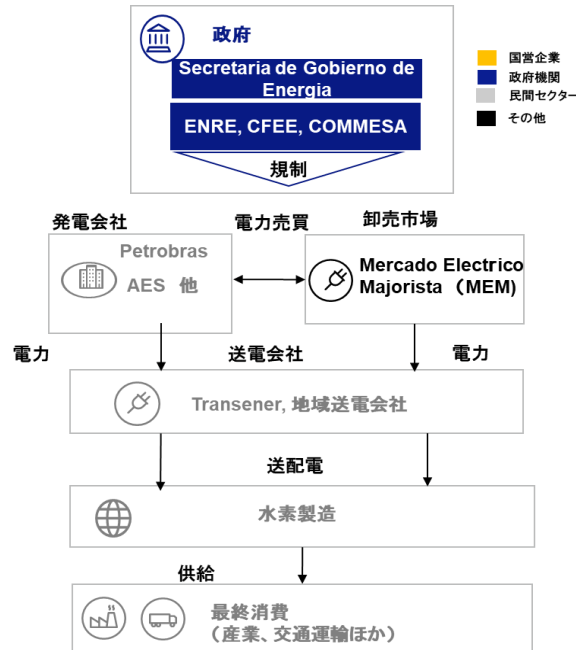 政府
Secretaria de Gobierno de
Energia
ENRE, CFEE, COMMESA
規制
国営企業
政府機関
民間セクター
その他
発電会社
電力売買
卸売市場
Petrobras
AES 他
Mercado Electrico
Majorista （MEM)
電力
送電会社
電力
Transener, 地域送電会社
送配電
水素製造
供給
最終消費
（産業、交通運輸ほか）